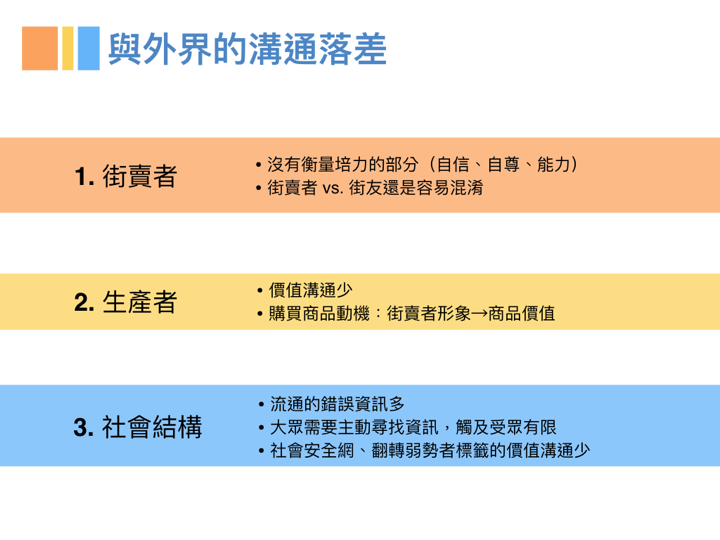 與外界的溝通落差
1. 街賣者
• 沒有衡量培力的部分（自信、自尊、能力）
• 街賣者 vs. 街友還是容易混淆
2. 生產者
• 價值溝通少
• 購買商品動機：街賣者形象→商品價值
3. 社會結構
• 流通的錯誤資訊多
• 大眾需要主動尋找資訊，觸及受眾有限
• 社會安全網、翻轉弱勢者標籤的價值溝通少